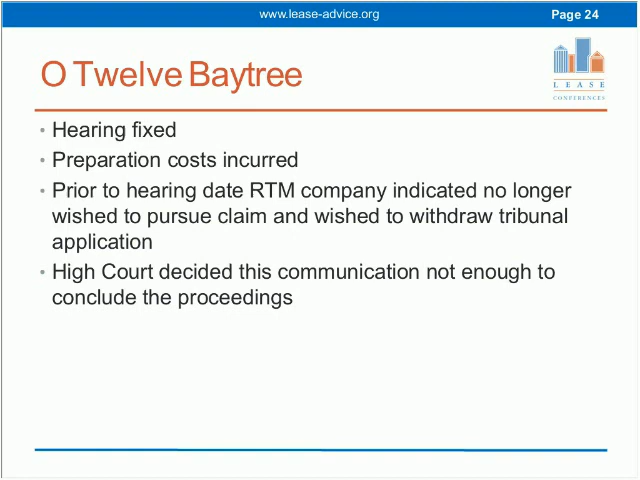 www.lease-advice.org
Page 24
O Twelve Baytree
L E A S E
CONFERENCES
• Hearing fixed
• Preparation costs incurred
• Prior to hearing date RTM company indicated no longer
wished to pursue claim and wished to withdraw tribunal
application
• High Court decided this communication not enough to
conclude the proceedings